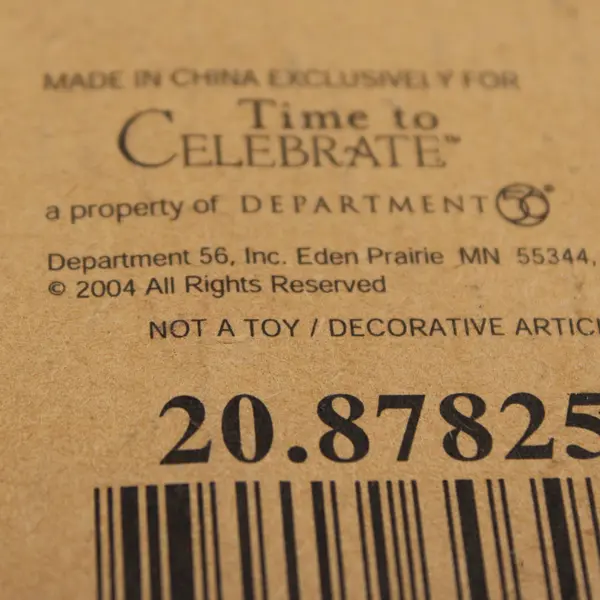 MADE IN CHINA EXCLUSIVELY FOR
Time to
CELEBRATE™
a property of DEPARTMENT 56®
Department 56, Inc. Eden Prairie MN 55344,
© 2004 All Rights Reserved
NOT A TOY / DECORATIVE ARTIC
20.87825